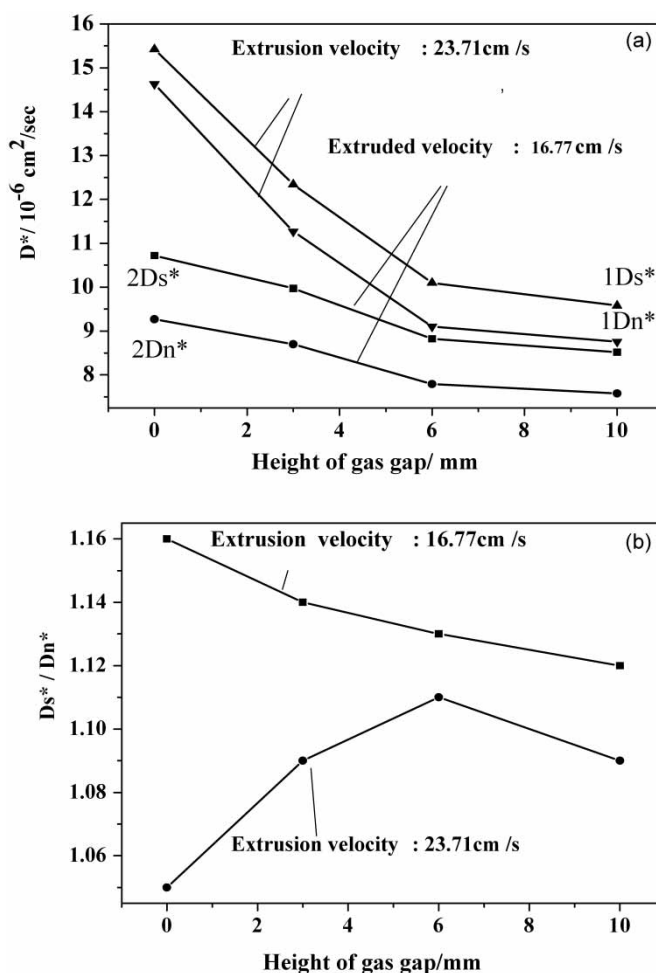 (a)
Extrusion velocity : 23.71cm /s
,
Extruded velocity : 16.77 cm /s
2Ds*
2Dn*
1Ds*
1Dn*
16
15
14
13
12
11
10
9
8
D*/ 10^-6 cm^2/sec
0 2 4 6 8 10
Height of gas gap/ mm
(b)
Extrusion velocity : 16.77cm /s
Extrusion velocity : 23.71cm /s
1.16
1.14
1.12
1.10
1.08
1.06
Ds* / Dn*
0 2 4 6 8 10
Height of gas gap/mm